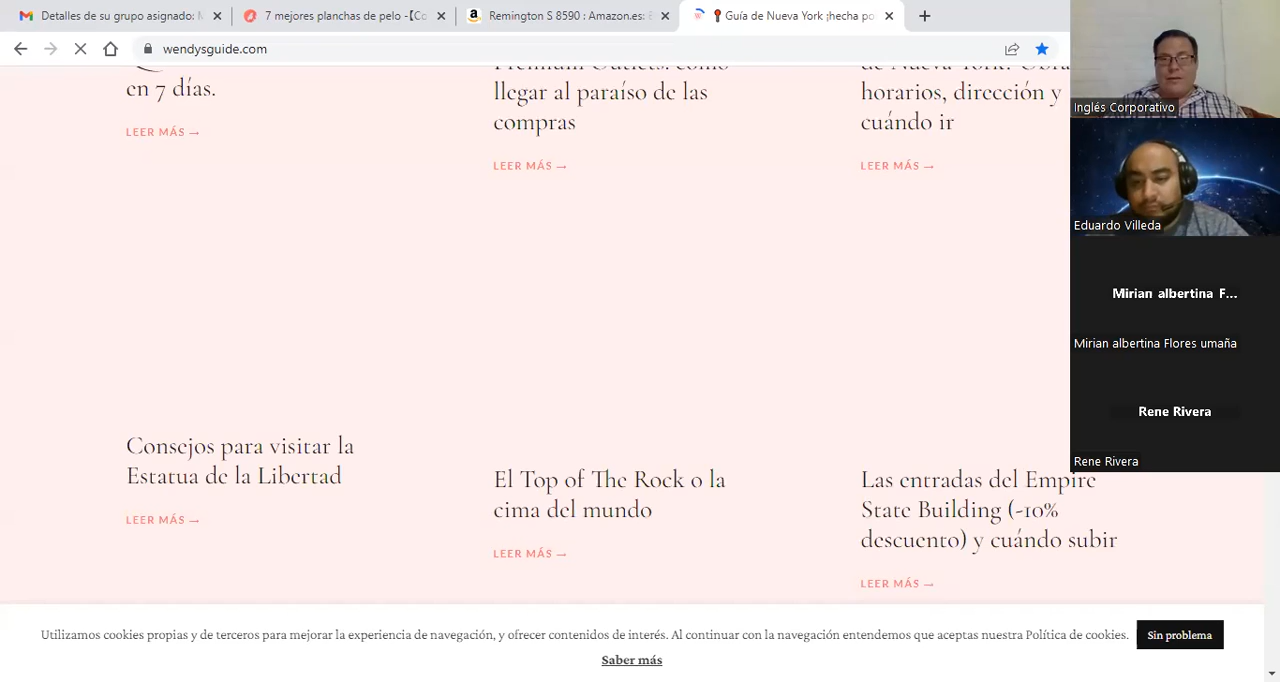 Detalles de su grupo asignado:
7 mejores planchas de pelo -【Co
Remington S 8590 : Amazon.es:
Guía de Nueva York ¡hecha po
wendysguide.com
en 7 días.
LEER MÁS →
llegar al paraíso de las
compras
LEER MÁS →
horarios, dirección y
cuándo ir
LEER MÁS →
Consejos para visitar la
Estatua de la Libertad
LEER MÁS →
El Top of The Rock o la
cima del mundo
LEER MÁS →
Las entradas del Empire
State Building (-10%
descuento) y cuándo subir
LEER MÁS →
Utilizamos cookies propias y de terceros para mejorar la experiencia de navegación, y ofrecer contenidos de interés. Al continuar con la navegación entendemos que aceptas nuestra Política de cookies.
Sin problema
Saber más
Inglés Corporativo
Eduardo Villeda
Mirian albertina F...
Mirian albertina Flores umaña
Rene Rivera
Rene Rivera